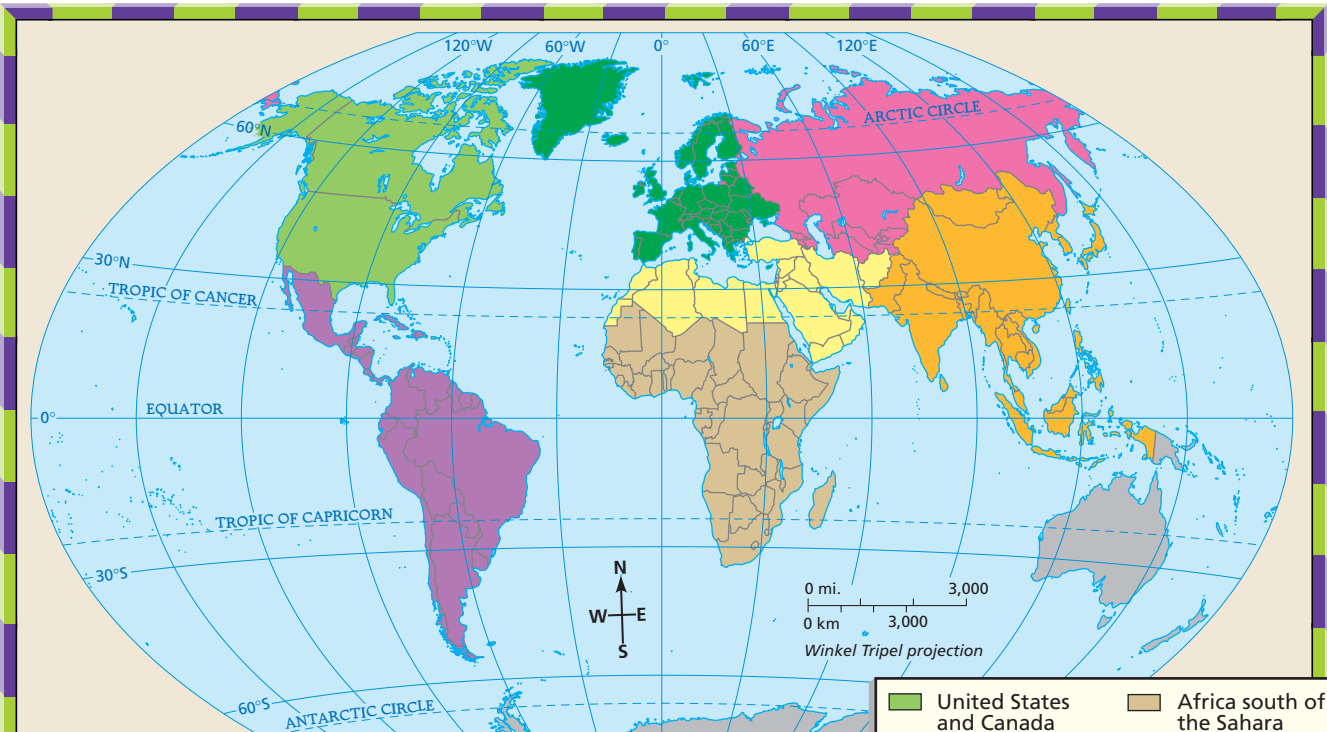 120°W 60°W 0° 60°E 120°E
ARCTIC CIRCLE
60°N
30°N
TROPIC OF CANCER
EQUATOR
0°
TROPIC OF CAPRICORN
30°S
N
W E
S
0 mi. 3,000
0 km 3,000
Winkel Tripel projection
60°S
ANTARCTIC CIRCLE
United States
and Canada
Africa south of
the Sahara